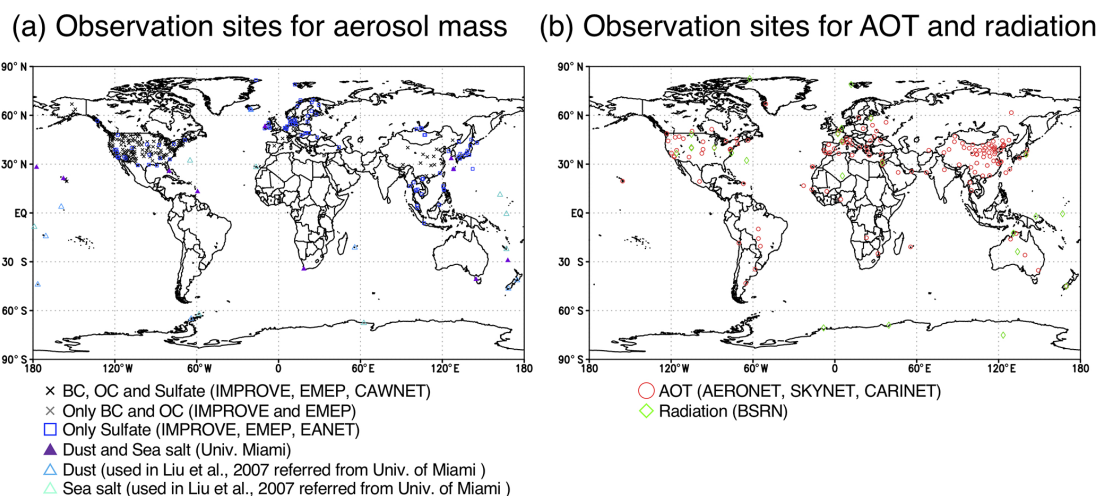 (a) Observation sites for aerosol mass
90° N
60° N
30° N
EQ
30° S
60° S
90° S
180° 120° W 60° W 0° 60° E 120° E 180°
× BC, OC and Sulfate (IMPROVE, EMEP, CAWNET)
× Only BC and OC (IMPROVE and EMEP)
Only Sulfate (IMPROVE, EMEP, EANET)
Dust and Sea salt (Univ. Miami)
Dust (used in Liu et al., 2007 referred from Univ. of Miami )
Sea salt (used in Liu et al., 2007 referred from Univ. of Miami )
(b) Observation sites for AOT and radiation
90° N
60° N
30° N
EQ
30° S
60° S
90° S
180° 120° W 60° W 0° 60° E 120° E 180°
AOT (AERONET, SKYNET, CARINET)
Radiation (BSRN)